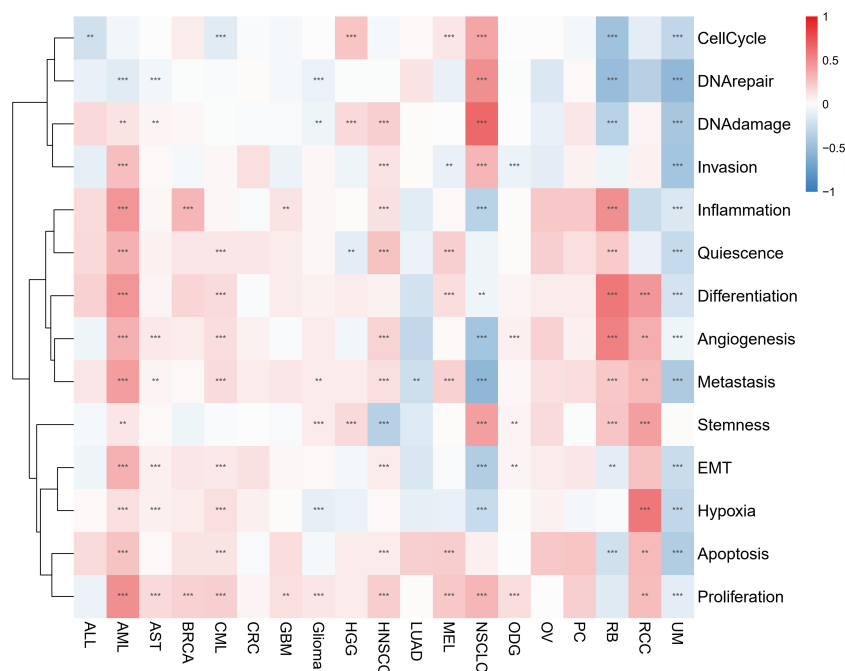 CellCycle
DNArepair
DNAdamage
Invasion
Inflammation
Quiescence
Differentiation
Angiogenesis
Metastasis
Stemness
EMT
Hypoxia
Apoptosis
Proliferation
ALL AML AST BRCA CML CRC GBM Glioma HGG HNSCC LUAD MEL NSCLC ODG OV PC RB RCC UM
1
0.5
0
−0.5
−1